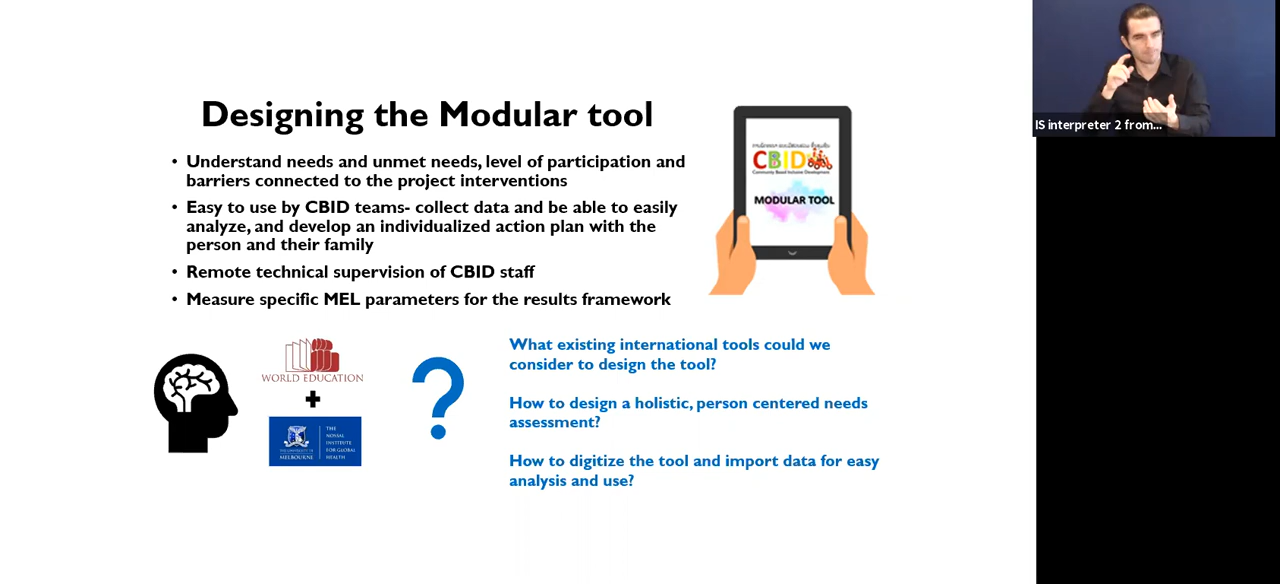 Designing the Modular tool
• Understand needs and unmet needs, level of participation and
barriers connected to the project interventions
• Easy to use by CBID teams- collect data and be able to easily
analyze, and develop an individualized action plan with the
person and their family
• Remote technical supervision of CBID staff
• Measure specific MEL parameters for the results framework
CBID
Community Based Inclusive Development
MODULAR TOOL
WORLD EDUCATION
+
THE UNIVERSITY OF
MELBOURNE
THE
NOSSAL
INSTITUTE
FOR GLOBAL
HEALTH
?
What existing international tools could we
consider to design the tool?
How to design a holistic, person centered needs
assessment?
How to digitize the tool and import data for easy
analysis and use?
IS interpreter 2 from...